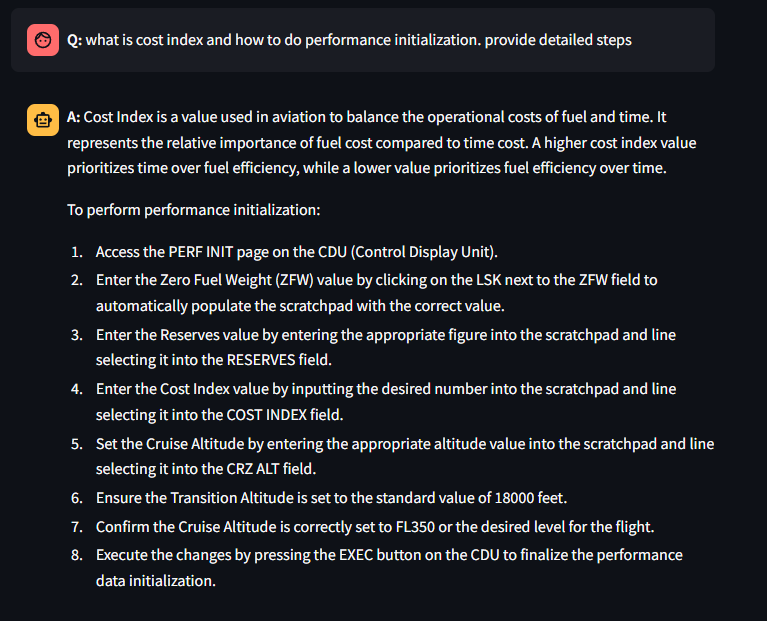 Q: what is cost index and how to do performance initialization. provide detailed steps
A: Cost Index is a value used in aviation to balance the operational costs of fuel and time. It
represents the relative importance of fuel cost compared to time cost. A higher cost index value
prioritizes time over fuel efficiency, while a lower value prioritizes fuel efficiency over time.
To perform performance initialization:
1. Access the PERF INIT page on the CDU (Control Display Unit).
2. Enter the Zero Fuel Weight (ZFW) value by clicking on the LSK next to the ZFW field to
automatically populate the scratchpad with the correct value.
3. Enter the Reserves value by entering the appropriate figure into the scratchpad and line
selecting it into the RESERVES field.
4. Enter the Cost Index value by inputting the desired number into the scratchpad and line
selecting it into the COST INDEX field.
5. Set the Cruise Altitude by entering the appropriate altitude value into the scratchpad and line
selecting it into the CRZ ALT field.
6. Ensure the Transition Altitude is set to the standard value of 18000 feet.
7. Confirm the Cruise Altitude is correctly set to FL350 or the desired level for the flight.
8. Execute the changes by pressing the EXEC button on the CDU to finalize the performance
data initialization.